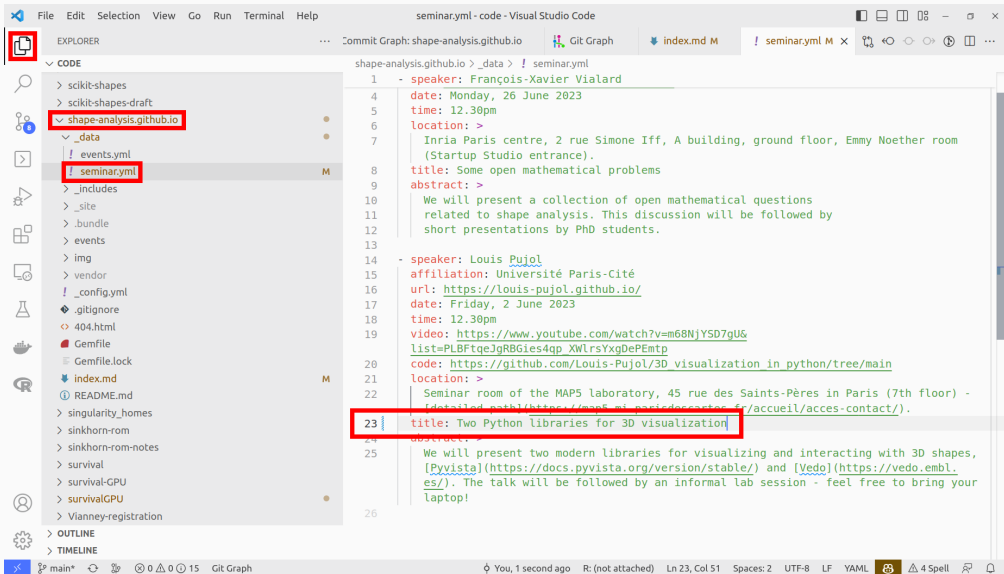 File Edit Selection View Go Run Terminal Help
seminar.yml - code - Visual Studio Code
EXPLORER
Commit Graph: shape-analysis.github.io
Git Graph
index.md M
! seminar.yml M
CODE
shape-analysis.github.io > _data > ! seminar.yml
scikit-shapes
scikit-shapes-draft
shape-analysis.github.io
_data
! events.yml
! seminar.yml M
_includes
_site
.bundle
events
img
vendor
! _config.yml
.gitignore
404.html
Gemfile
Gemfile.lock
index.md M
README.md
singularity_homes
sinkhorn-rom
sinkhorn-rom-notes
survival
survival-GPU
survivalGPU
Vianney-registration
OUTLINE
TIMELINE
1 - speaker: François-Xavier Vialard
4 date: Monday, 26 June 2023
5 time: 12.30pm
6 location: >
7 Inria Paris centre, 2 rue Simone Iff, A building, ground floor, Emmy Noether room
(Startup Studio entrance).
8 title: Some open mathematical problems
9 abstract: >
10 We will present a collection of open mathematical questions
11 related to shape analysis. This discussion will be followed by
12 short presentations by PhD students.
13
14 - speaker: Louis Pujol
15 affiliation: Université Paris-Cité
16 url: https://louis-pujol.github.io/
17 date: Friday, 2 June 2023
18 time: 12.30pm
19 video: https://www.youtube.com/watch?v=m68NjYSD7gU&
list=PLBFtqeJgRBGies4qp_XWlrsYxgDePEmtp
20 code: https://github.com/Louis-Pujol/3D_visualization_in_python/tree/main
21 location: >
22 Seminar room of the MAP5 laboratory, 45 rue des Saints-Pères in Paris (7th floor) -
[detailed path](https://map5.mi.parisdescartes.fr/accueil/acces-contact/).
23 title: Two Python libraries for 3D visualization
24 abstract: >
25 We will present two modern libraries for visualizing and interacting with 3D shapes,
[Pyvista](https://docs.pyvista.org/version/stable/) and [Vedo](https://vedo.embl.
es/). The talk will be followed by an informal lab session - feel free to bring your
laptop!
26
main* 0 0 15 Git Graph
You, 1 second ago R: (not attached) Ln 23, Col 51 Spaces: 2 UTF-8 LF YAML 4 Spell